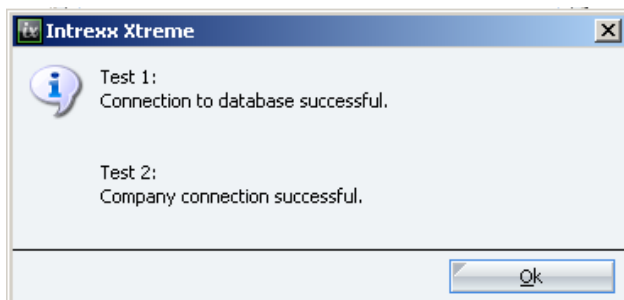 Intrexx Xtreme
Test 1:
Connection to database successful.
Test 2:
Company connection successful.
Ok